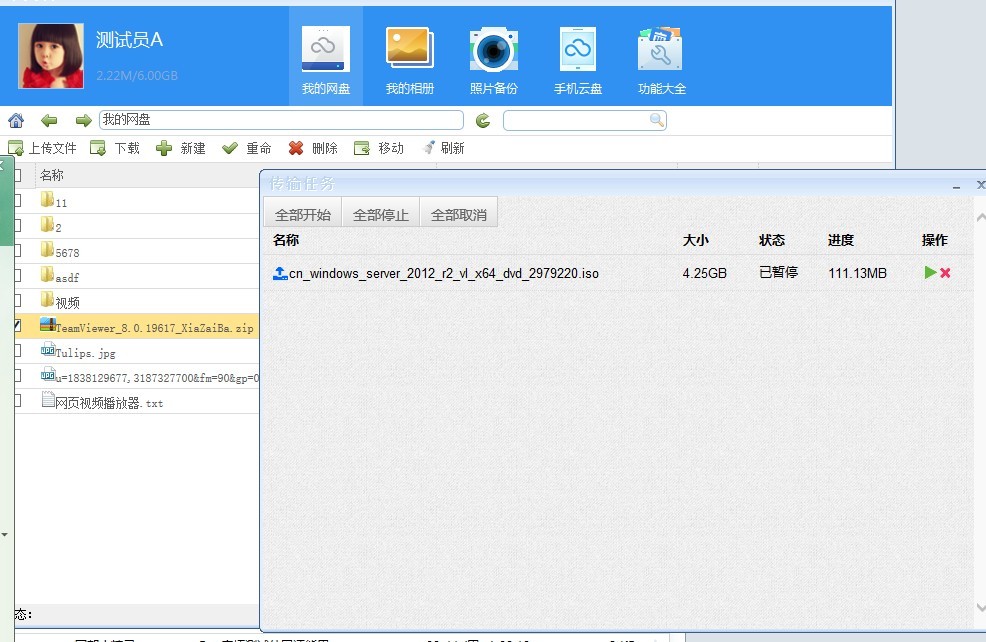 测试员A
2.22M/6.00GB
我的网盘
我的相册
照片备份
手机云盘
功能大全
我的网盘
上传文件 下载 新建 重命 删除 移动 刷新
名称
11
2
5678
asdf
视频
TeamViewer_8.0.19617_XiaZaiBa.zip
Tulips.jpg
u=1838129677,3187327700&fm=90&gp=0
网页视频播放器.txt
态:
传输任务
全部开始 全部停止 全部取消
名称 大小 状态 进度 操作
cn_windows_server_2012_r2_vl_x64_dvd_2979220.iso 4.25GB 已暂停 111.13MB